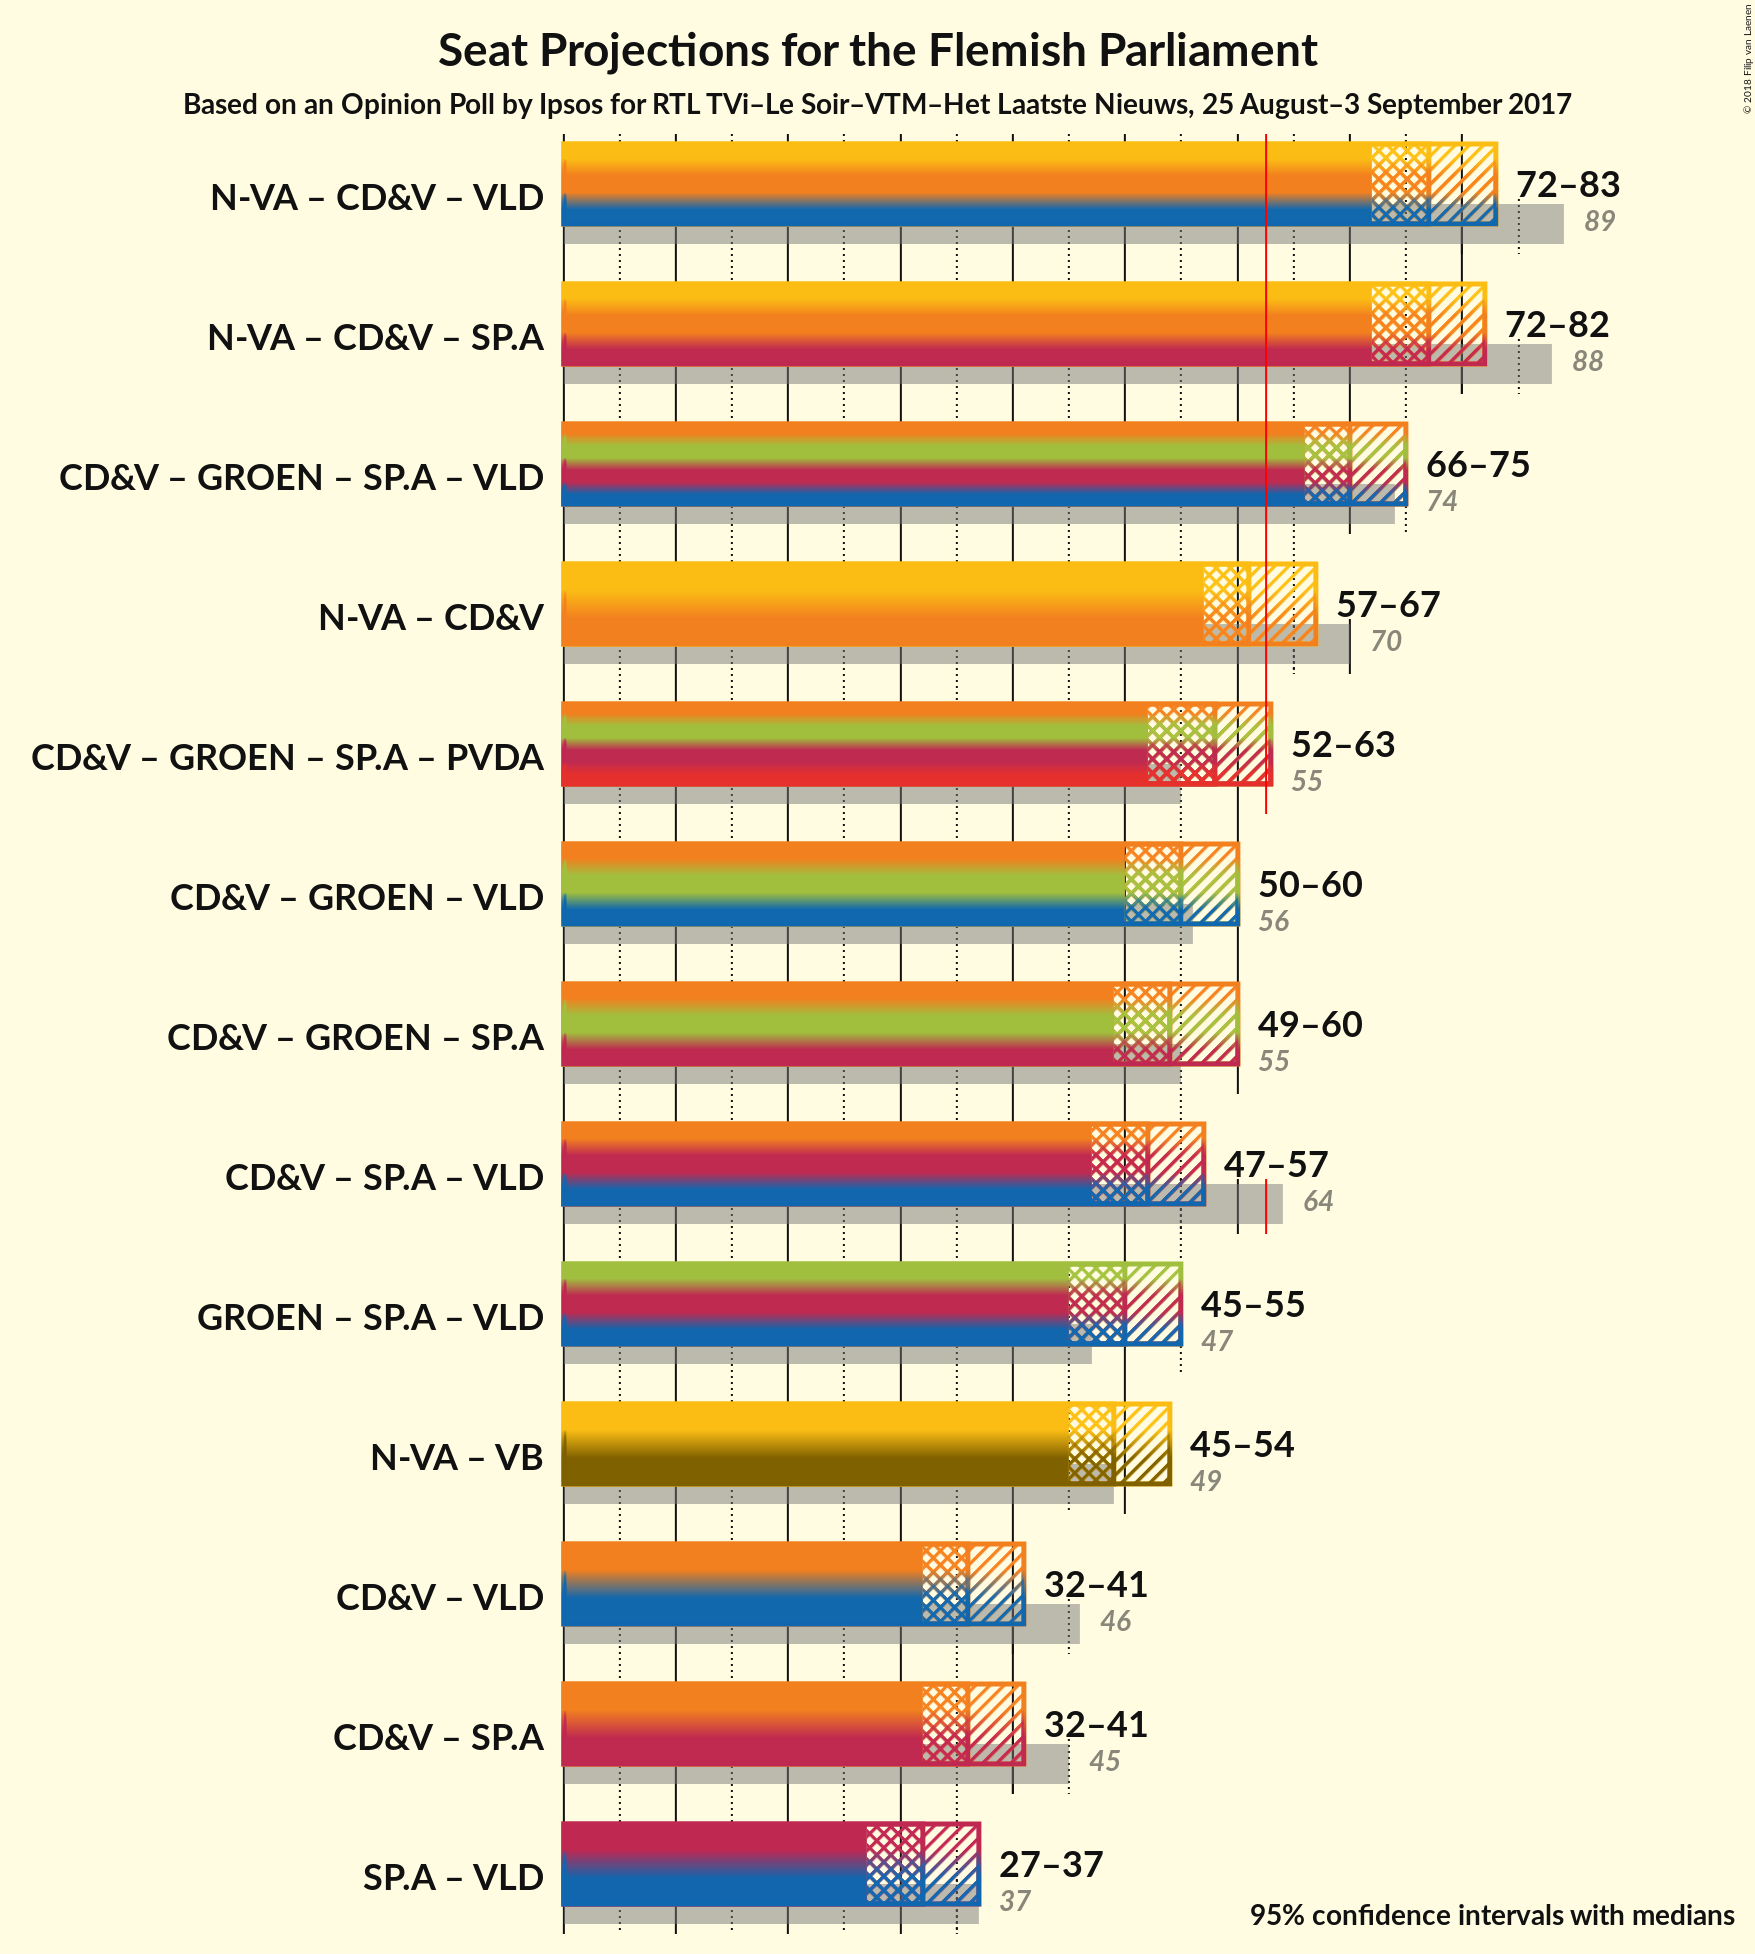 Seat Projections for the Flemish Parliament
Based on an Opinion Poll by Ipsos for RTL TVi–Le Soir–VTM–Het Laatste Nieuws, 25 August–3 September 2017
© 2018 Filip van Laenen
N-VA – CD&V – VLD
72–83
89
N-VA – CD&V – SP.A
72–82
88
CD&V – GROEN – SP.A – VLD
66–75
74
N-VA – CD&V
57–67
70
CD&V – GROEN – SP.A – PVDA
52–63
55
CD&V – GROEN – VLD
50–60
56
CD&V – GROEN – SP.A
49–60
55
CD&V – SP.A – VLD
47–57
64
GROEN – SP.A – VLD
45–55
47
N-VA – VB
45–54
49
CD&V – VLD
32–41
46
CD&V – SP.A
32–41
45
SP.A – VLD
27–37
37
95% confidence intervals with medians